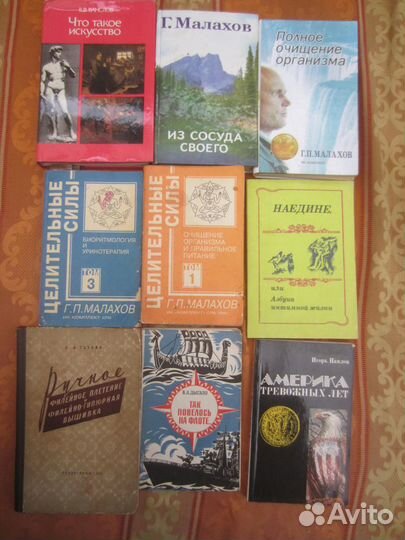 В.В. ВАНСЛОВ
Что такое
искусство
Г. Малахов
ИЗ СОСУДА
СВОЕГО
Полное
очищение
организма
Г.П.МАЛАХОВ
ЦЕЛИТЕЛЬНЫЕ
СИЛЫ
БИОРИТМОЛОГИЯ
И
УРИНОТЕРАПИЯ
ТОМ
3
Г.П.МАЛАХОВ
ЦЕЛИТЕЛЬНЫЕ
СИЛЫ
ОЧИЩЕНИЕ
ОРГАНИЗМА
И ПРАВИЛЬНОЕ
ПИТАНИЕ
ТОМ
1
Г.П.МАЛАХОВ
НАЕДИНЕ,
или
Азбука
интимной жизни
Ручное
ФИЛЕЙНОЕ ПЛЕТЕНИЕ
ФИЛЕЙНО-ГИПЮРНАЯ
ВЫШИВКА
ТАК
ПОВЕЛОСЬ
НА ФЛОТЕ...
Игорь Павлов
АМЕРИКА
ТРЕВОЖНЫХ ЛЕТ
Avito